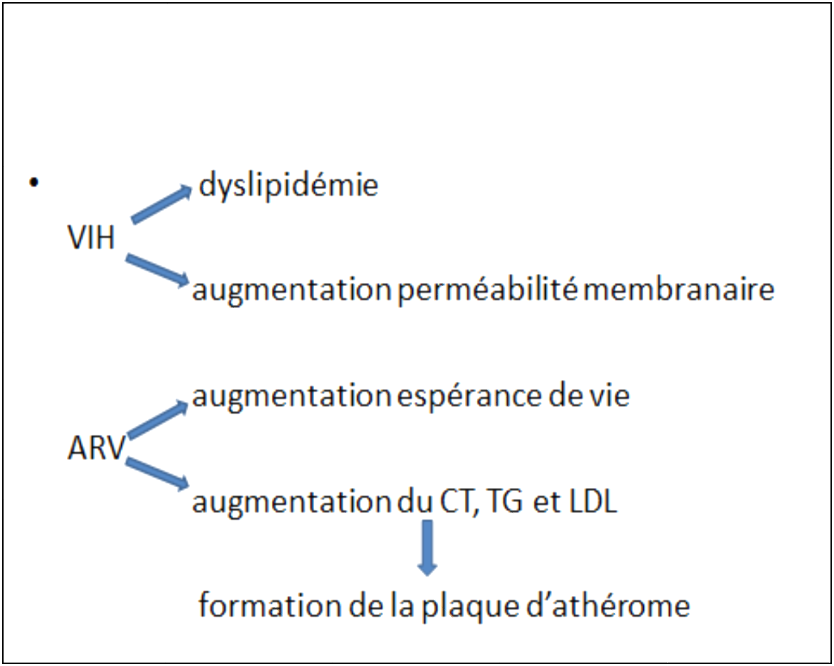 • dyslipidémie
VIH
augmentation perméabilité membranaire
augmentation espérance de vie
ARV
augmentation du CT, TG et LDL
formation de la plaque d’athérome